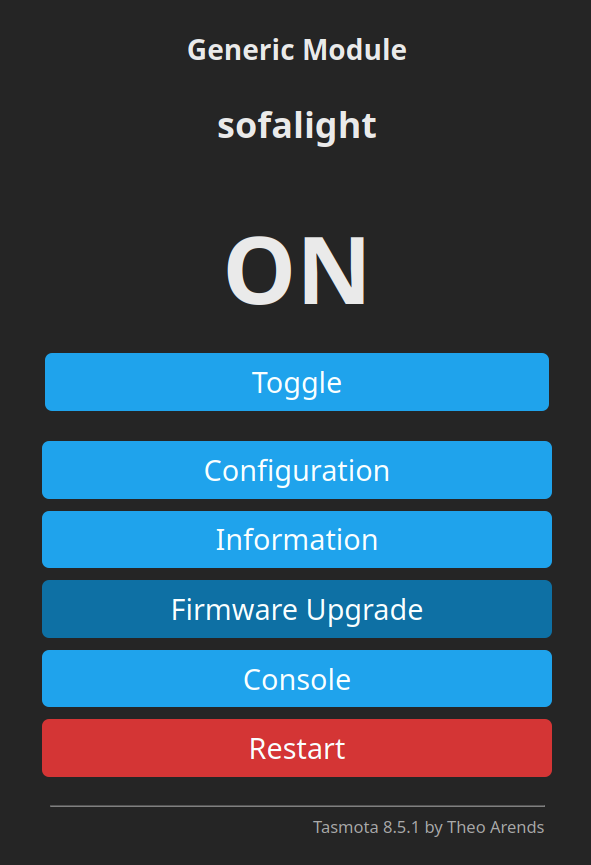 Generic Module
sofalight
ON
Toggle
Configuration
Information
Firmware Upgrade
Console
Restart
Tasmota 8.5.1 by Theo Arends